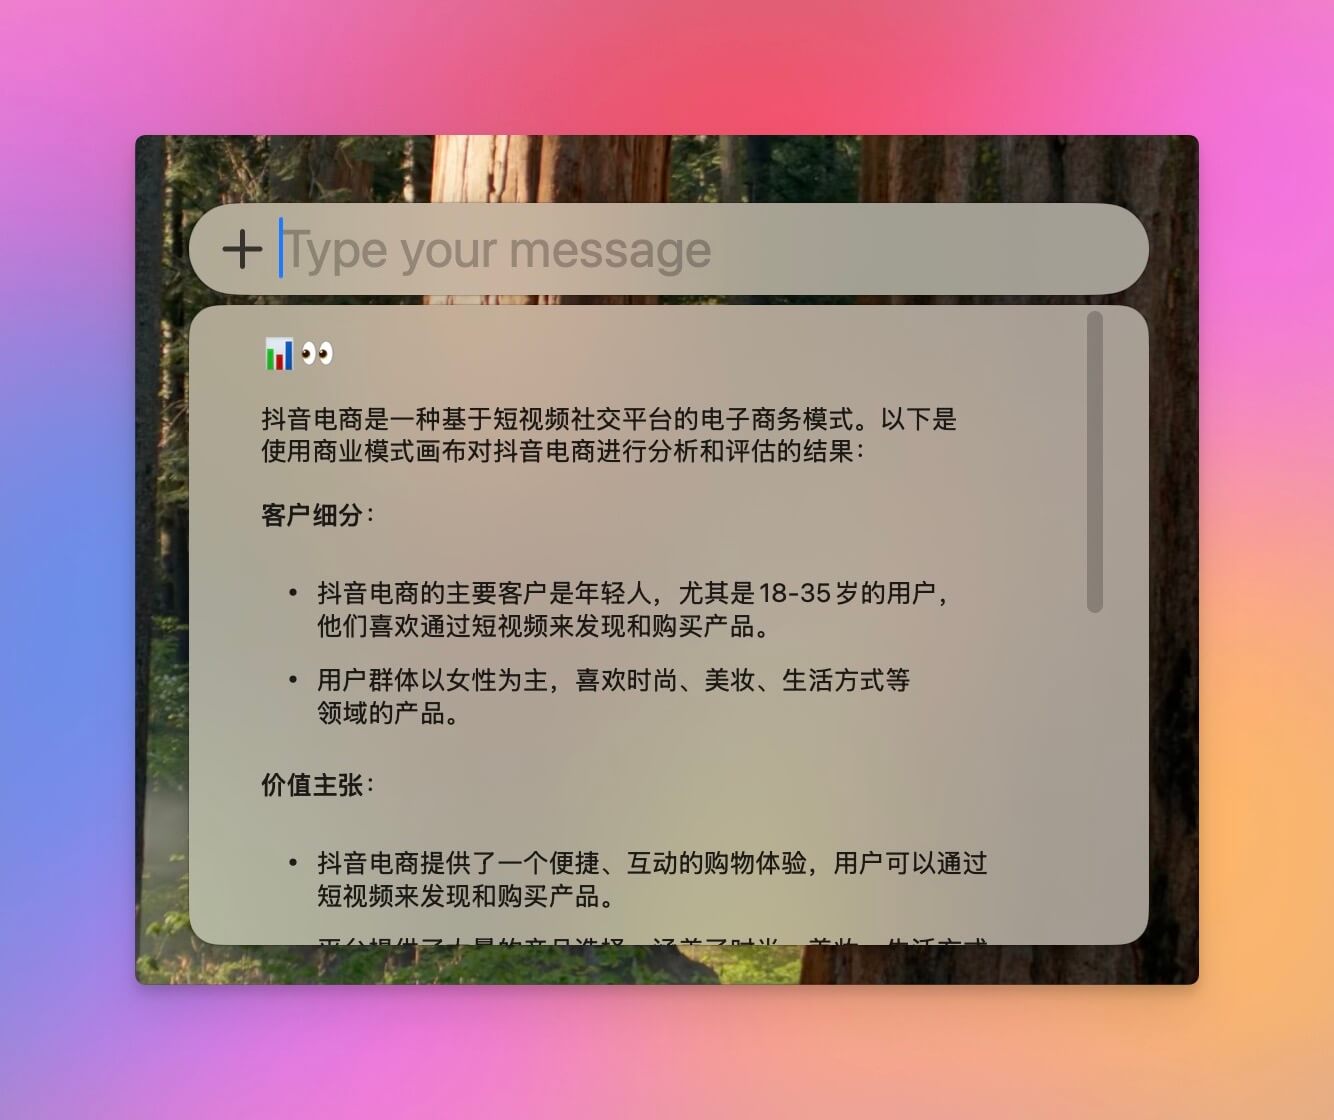 Type your message
抖音电商是一种基于短视频社交平台的电子商务模式。以下是
使用商业模式画布对抖音电商进行分析和评估的结果：
客户细分：
• 抖音电商的主要客户是年轻人，尤其是18-35岁的用户，
他们喜欢通过短视频来发现和购买产品。
• 用户群体以女性为主，喜欢时尚、美妆、生活方式等
领域的产品。
价值主张：
• 抖音电商提供了一个便捷、互动的购物体验，用户可以通过
短视频来发现和购买产品。